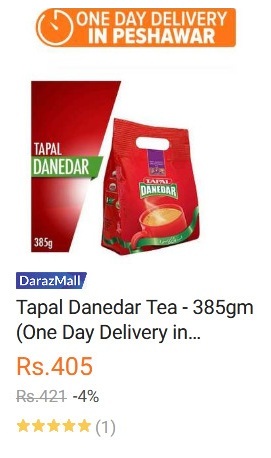 ONE DAY DELIVERY
IN PESHAWAR
TAPAL
DANEDAR
TAPAL
DANEDAR
385g
DarazMall
Tapal Danedar Tea - 385gm
(One Day Delivery in...
Rs.405
Rs.421 -4%
(1)